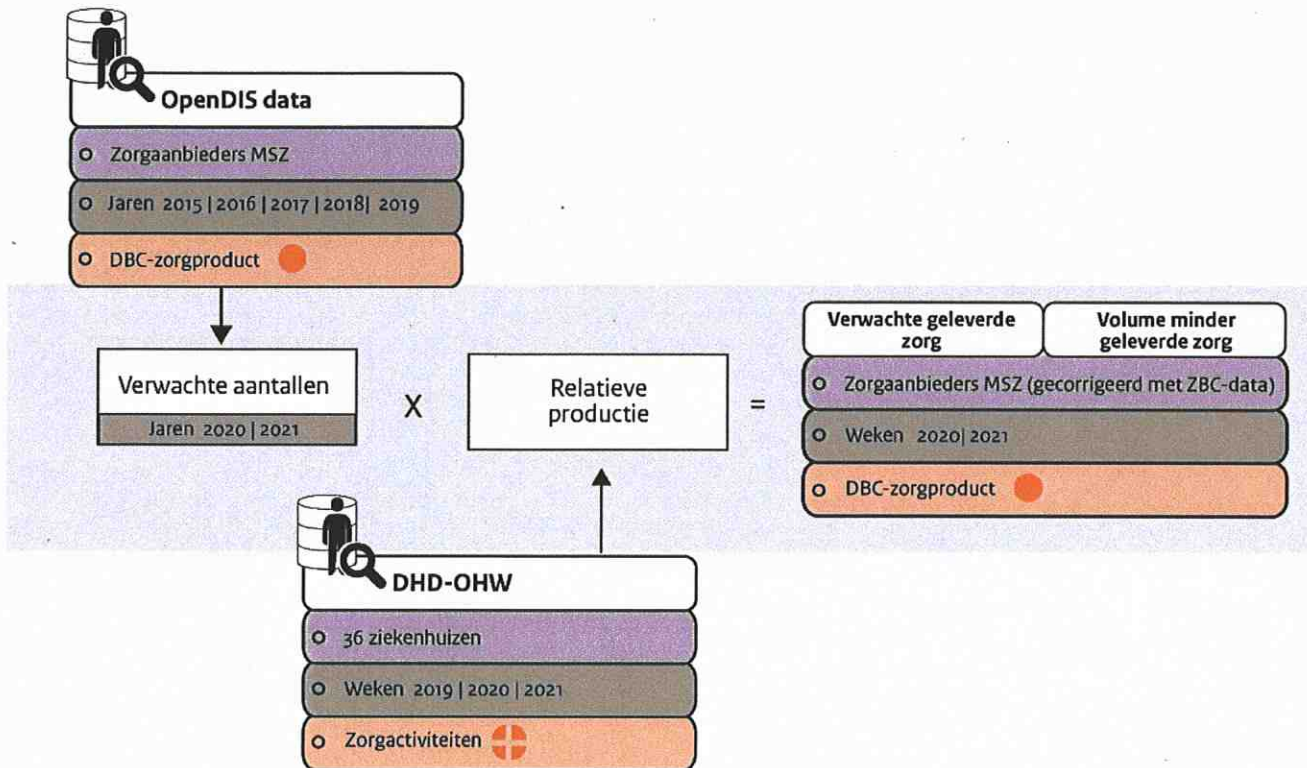 OpenDIS data
Zorgaanbieders MSZ
Jaren 2015 | 2016 | 2017 | 2018| 2019
DBC-zorgproduct
Verwachte aantallen
Jaren 2020 | 2021
X
Relatieve
productie
=
Verwachte geleverde
zorg
Volume minder
geleverde zorg
Zorgaanbieders MSZ (gecorrigeerd met ZBC-data)
Weken 2020| 2021
DBC-zorgproduct
DHD-OHW
36 ziekenhuizen
Weken 2019 | 2020 | 2021
Zorgactiviteiten